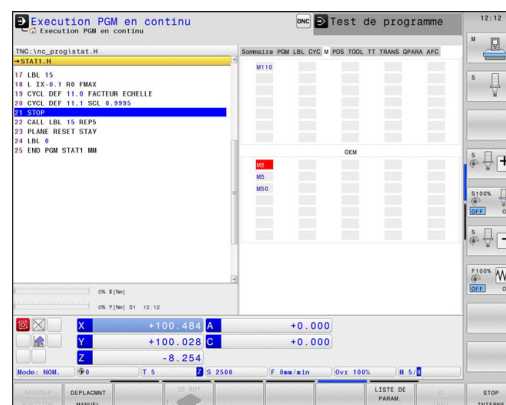 Execution PGM en continu
Execution PGM en continu
DNC
Test de programme
12:12
TNC:\nc_prog\stat.H
→STAT1.H
17 LBL 15
18 L IX-0.1 R0 FMAX
19 CYCL DEF 11.0 FACTEUR ECHELLE
20 CYCL DEF 11.1 SCL 0.9995
21 STOP
22 CALL LBL 15 REP5
23 PLANE RESET STAY
24 LBL 0
25 END PGM STAT1 MM
Sommaire PGM LBL CYC M POS TOOL TT TRANS QPARA AFC
M110
OEM
M8
M5
M50
M
S
S
S100%
OFF
S
F100%
OFF
0% X[Nm]
0% Y[Nm] S1 12:12
X +100.484 A +0.000
Y +100.028 C +0.000
Z -8.254
Mode: NOM. 0 T 5 Z S 2500 F 0mm/min Ovr 100% M 5/8
DEPLACMNT
MANUEL
3D ROT
LISTE DE
PARAM.
STOP
INTERNE